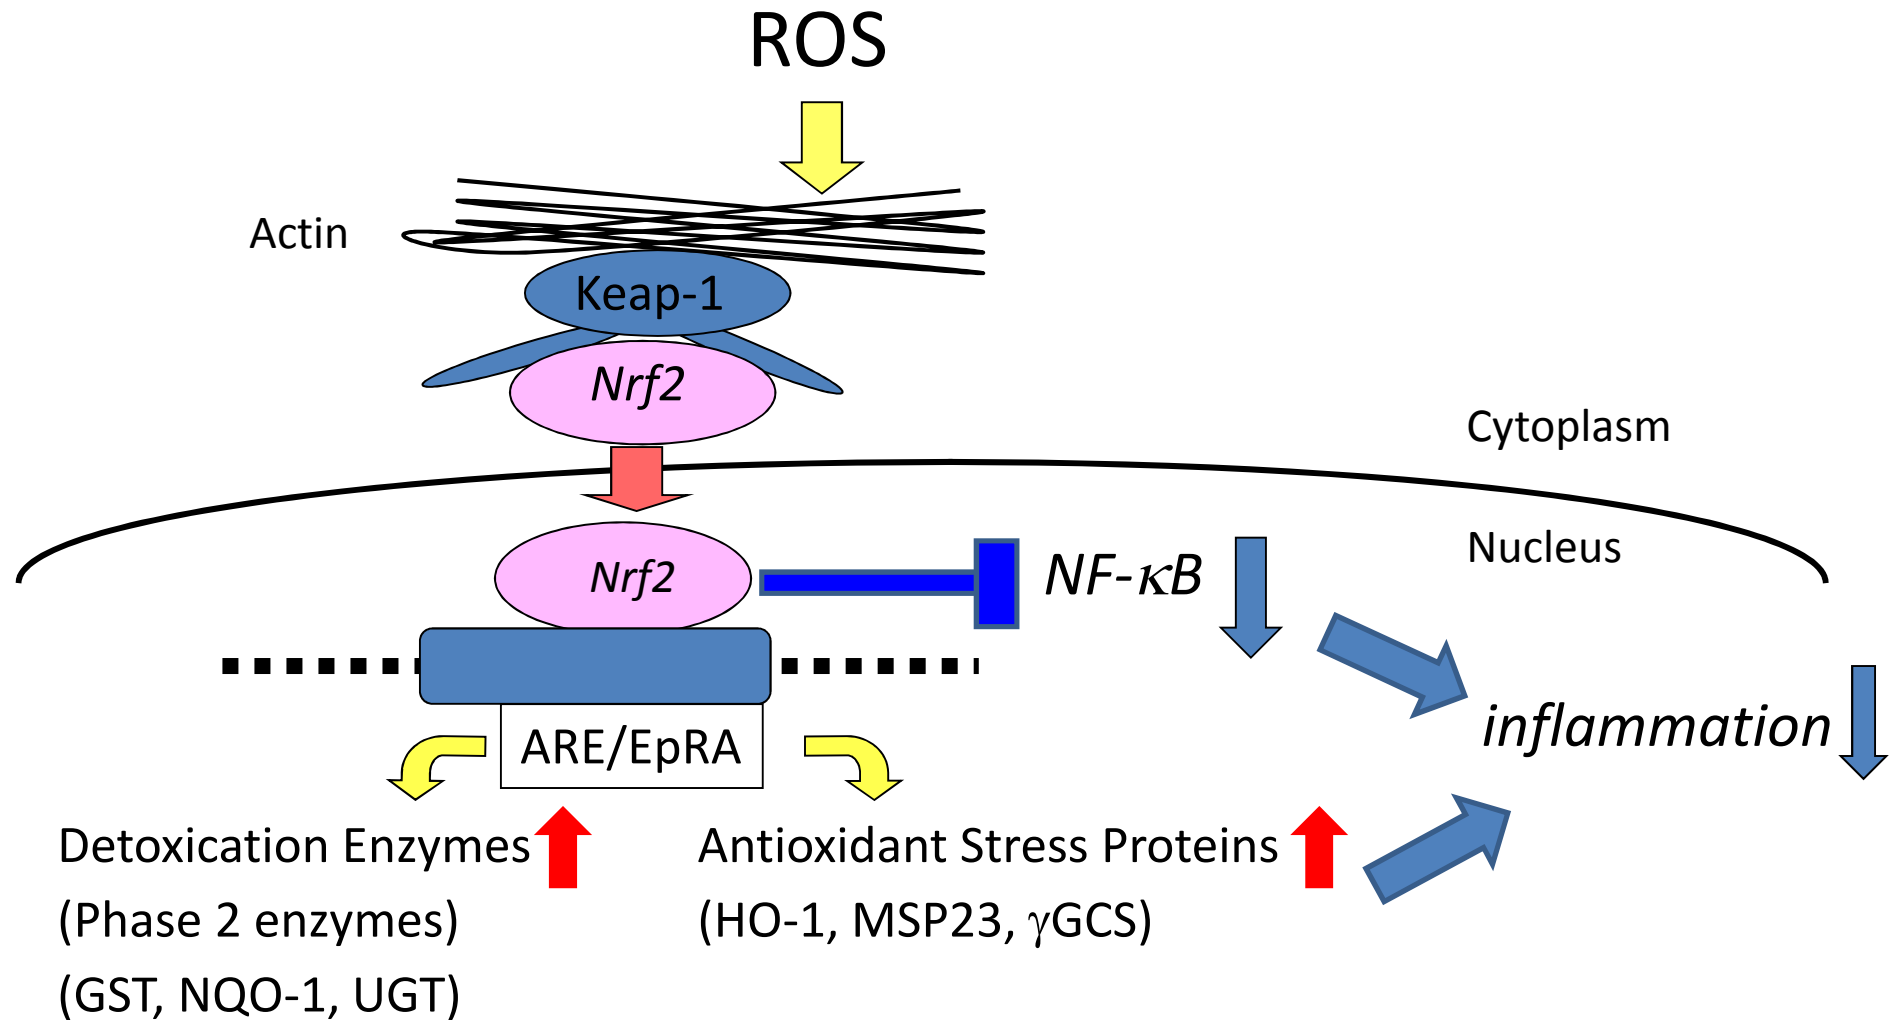 ROS
Actin
Keap-1
Nrf2
Cytoplasm
Nucleus
Nrf2
NF-κB
inflammation
ARE/EpRA
Detoxication Enzymes
(Phase 2 enzymes)
(GST, NQO-1, UGT)
Antioxidant Stress Proteins
(HO-1, MSP23, γGCS)